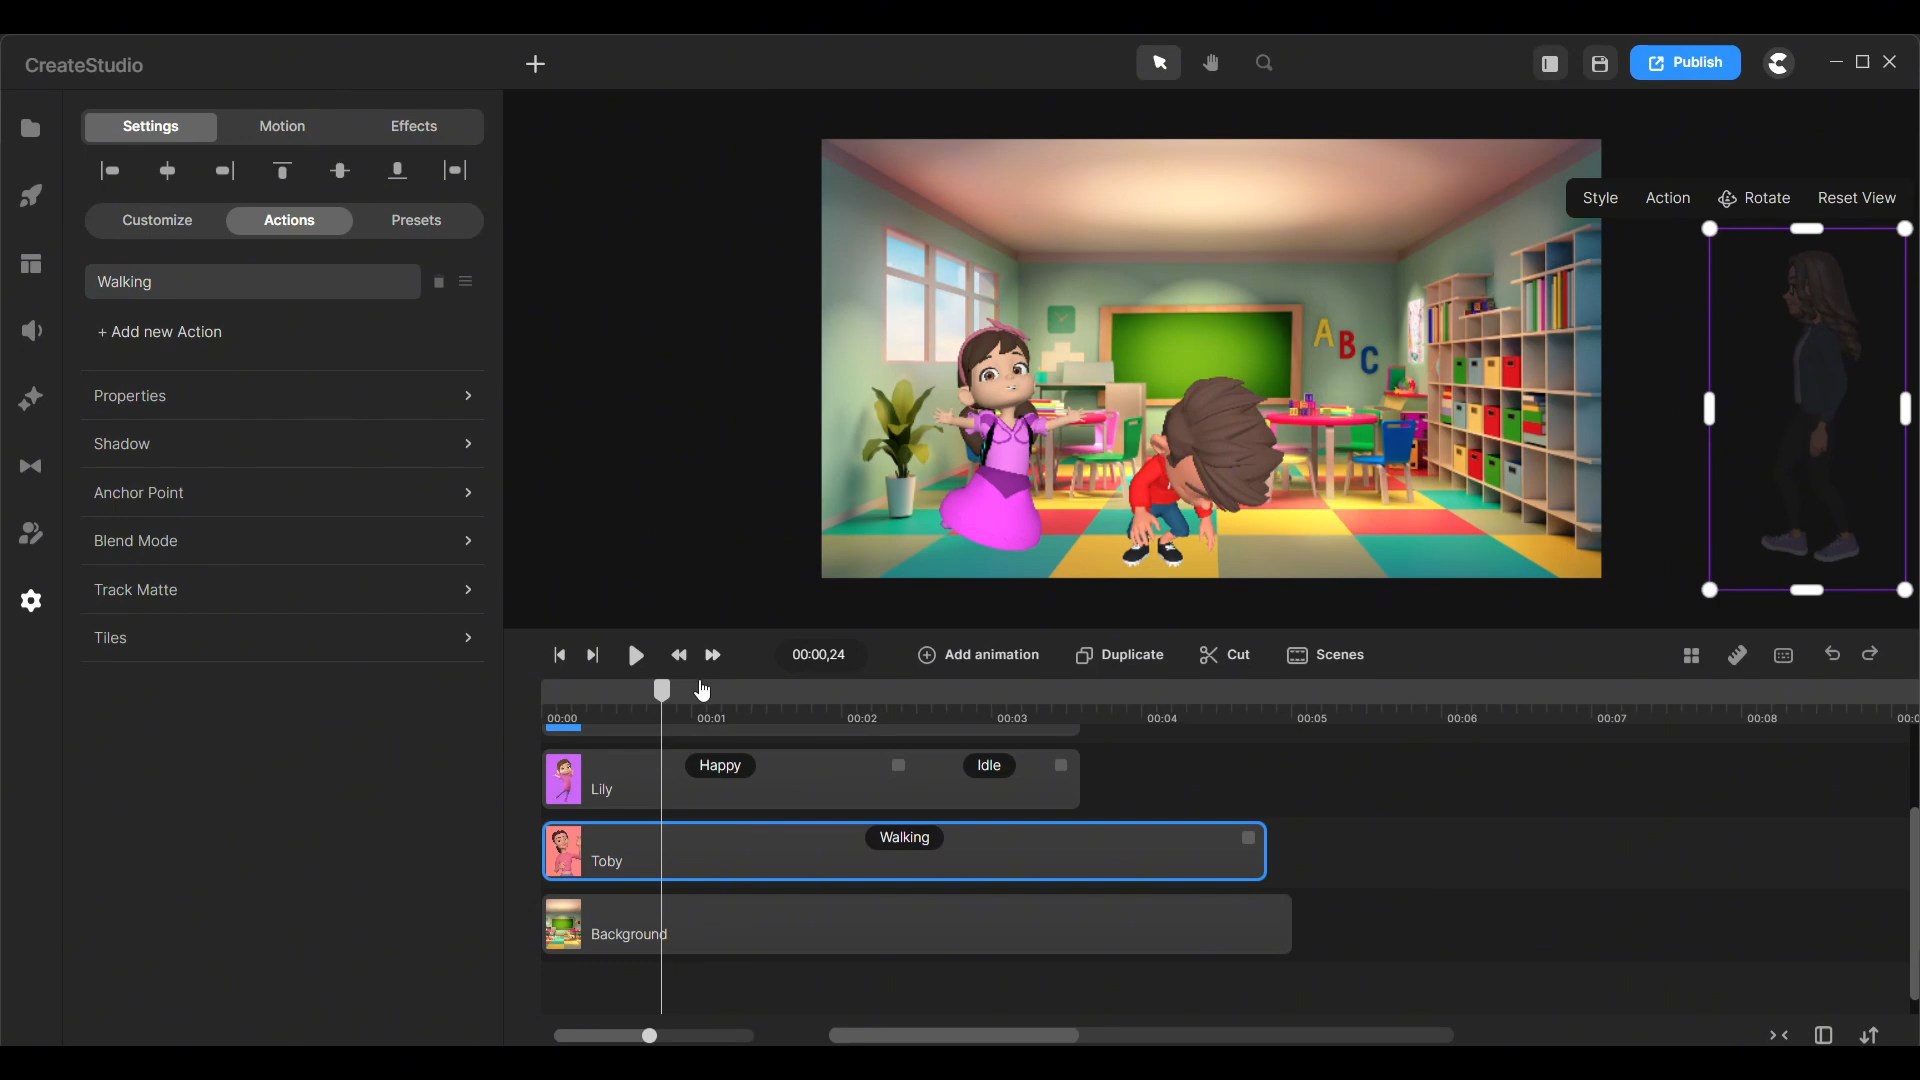 CreateStudio
Publish
Settings Motion Effects
Customize Actions Presets
Walking
+ Add new Action
Properties
Shadow
Anchor Point
Blend Mode
Track Matte
Tiles
Style Action Rotate Reset View
A B C
00:00,24 Add animation Duplicate Cut Scenes
00:00 00:01 00:02 00:03 00:04 00:05 00:06 00:07 00:08 00:0
Happy Idle
Lily
Walking
Toby
Background